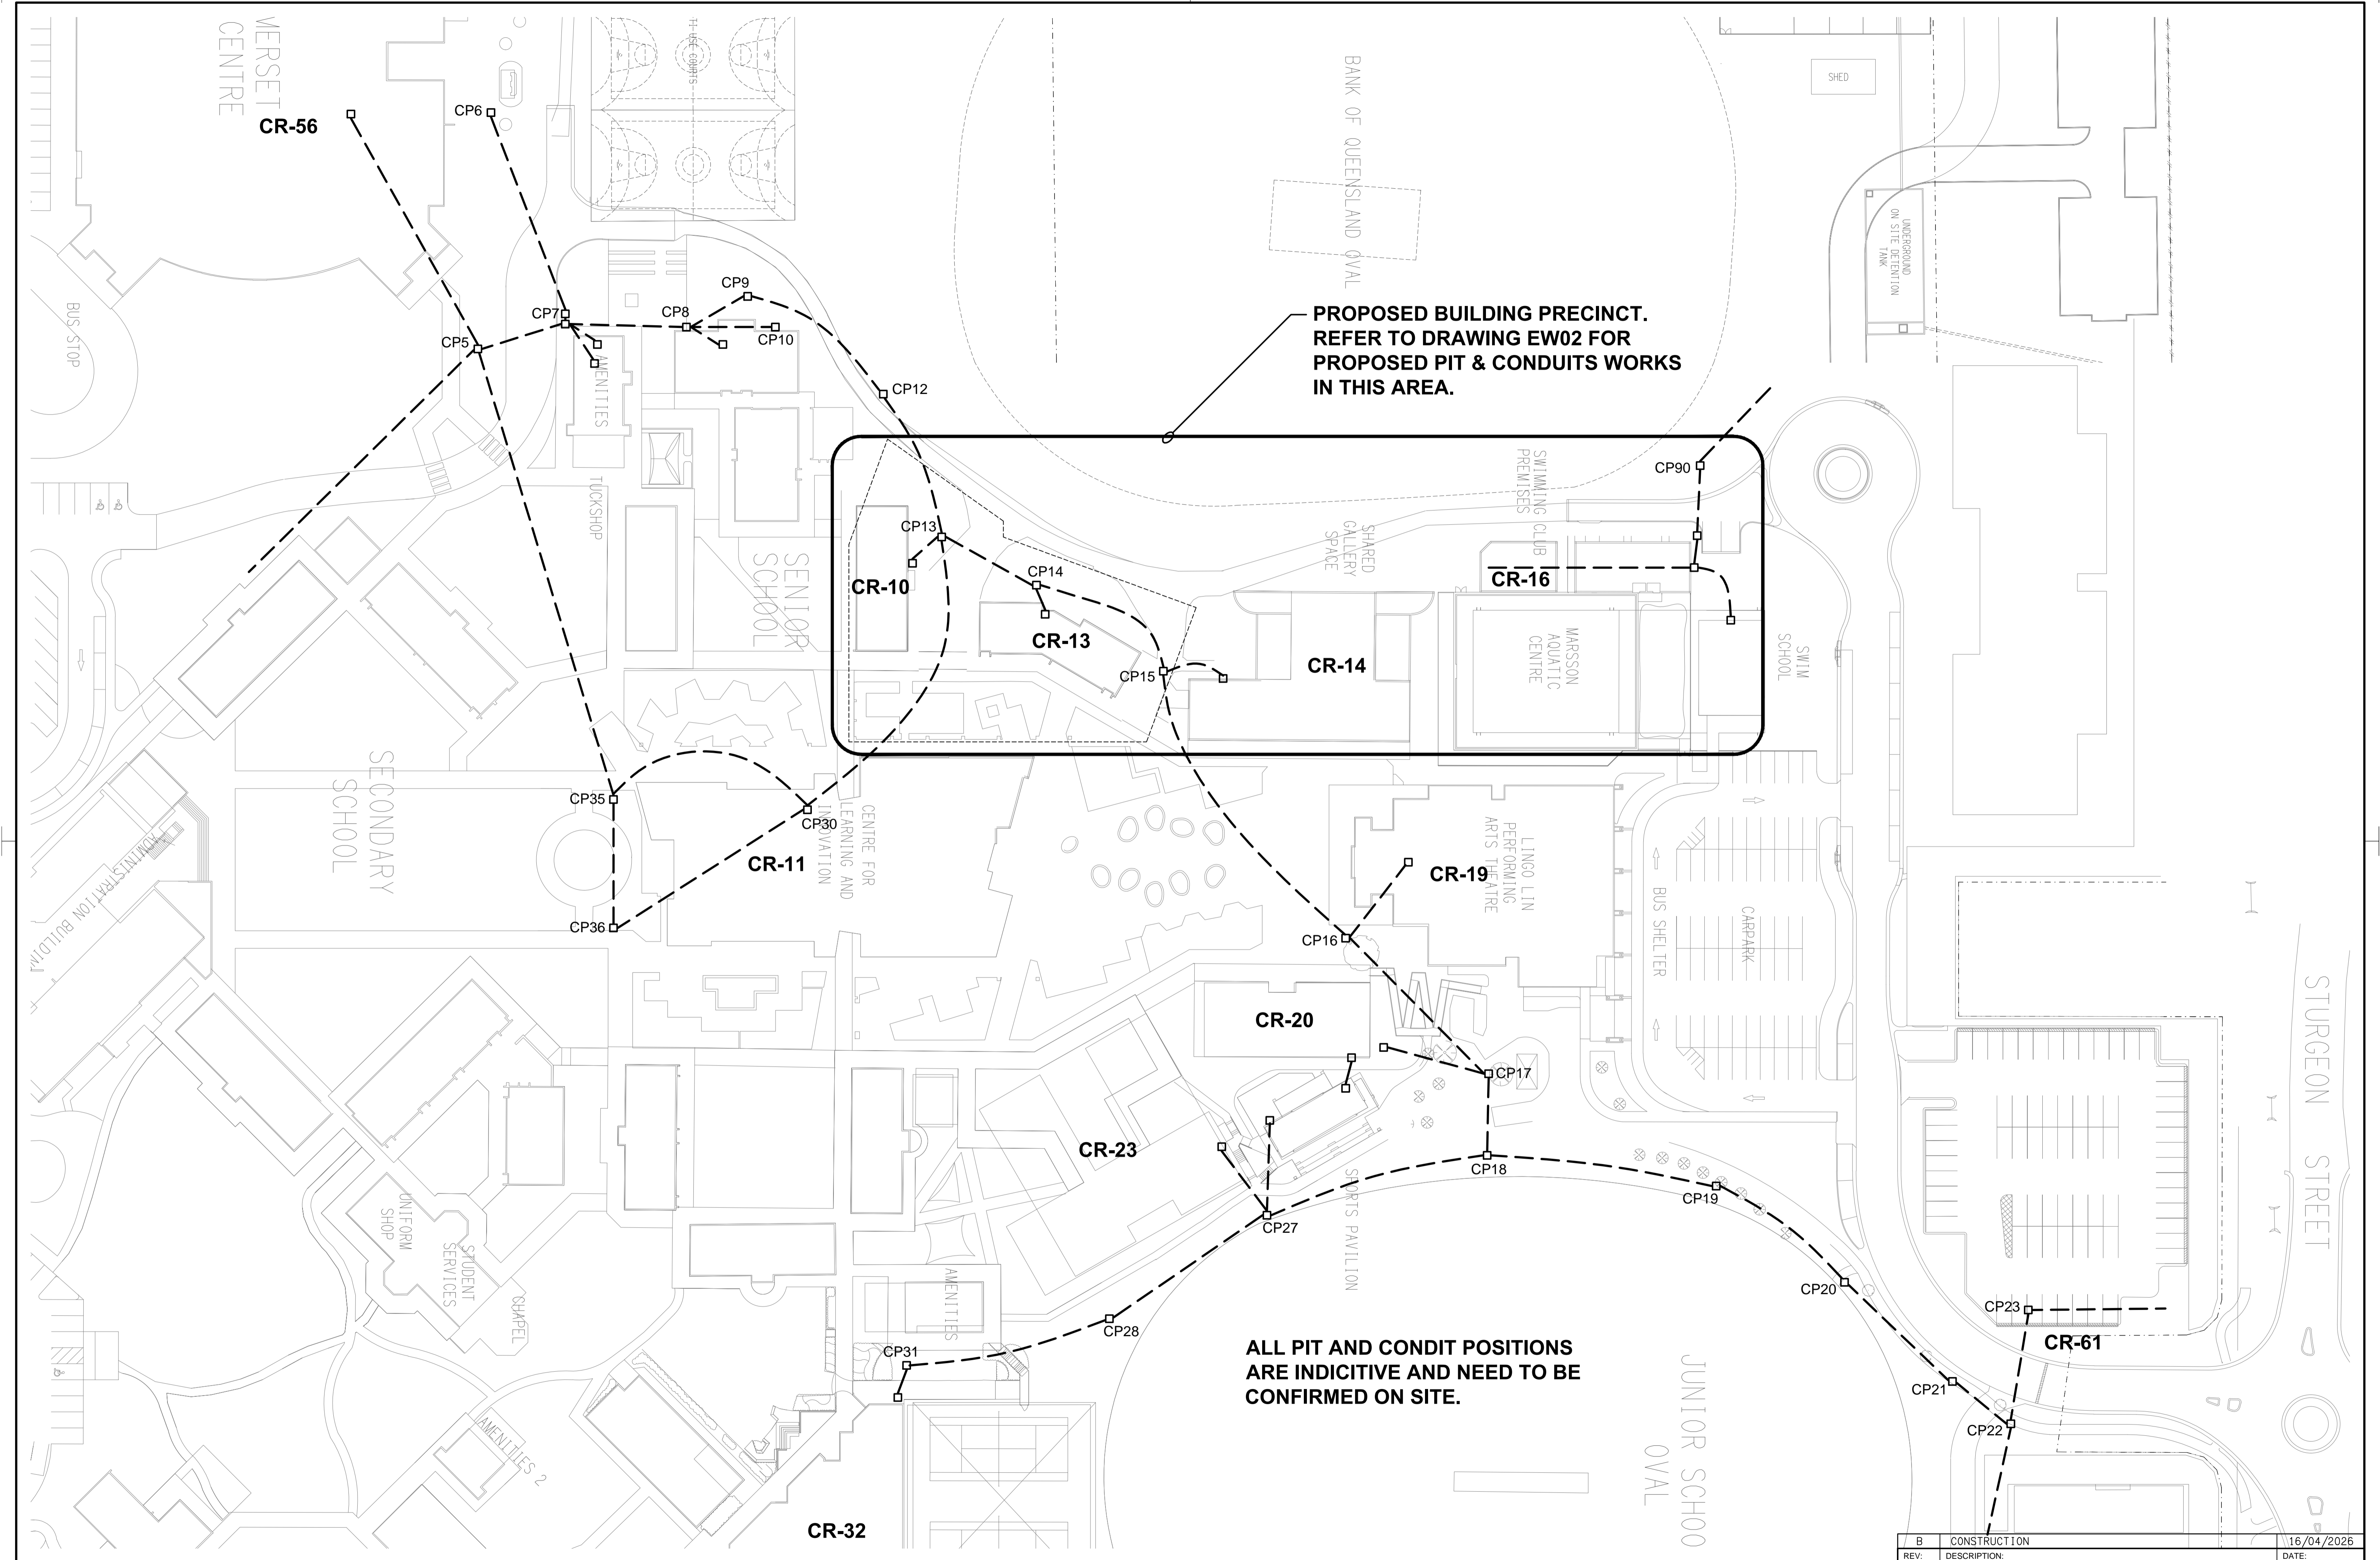 MERSET
CENTRE
CR-56
CP6
BANK OF QUEENSLAND OVAL
SHED
UNDERGROUND
ON SITE DETENTION
TANK
BUS STOP
CP9
CP7
CP8
CP10
CP5
AMENITIES
CP12
PROPOSED BUILDING PRECINCT.
REFER TO DRAWING EW02 FOR
PROPOSED PIT & CONDUITS WORKS
IN THIS AREA.
TUCKSHOP
SENIOR
SCHOOL
CP13
CR-10
CP14
CR-13
CP15
SHARED
GALLERY
SPACE
CR-14
SWIMMING CLUB
PREMISES
CP90
CR-16
MARSSON
AQUATIC
CENTRE
SWIM
SCHOOL
SECONDARY
SCHOOL
CP35
CP30
CR-11
CP36
CENTRE FOR
LEARNING AND
INNOVATION
ADMINISTRATION BUILDING
CR-19
LINGO LIN
PERFORMING
ARTS THEATRE
BUS SHELTER
CARPARK
CP16
CR-20
CP17
STURGEON STREET
CR-23
CP18
CP19
CP27
SPORTS PAVILION
UNIFORM
SHOP
STUDENT
SERVICES
CHAPEL
AMENITIES
CP28
CP31
CP20
CP23
CR-61
CP21
CP22
ALL PIT AND CONDIT POSITIONS
ARE INDICITIVE AND NEED TO BE
CONFIRMED ON SITE.
JUNIOR SCHOO
OVAL
AMENITIES 2
CR-32
B CONSTRUCTION 16/04/2026
REV: DESCRIPTION: DATE: